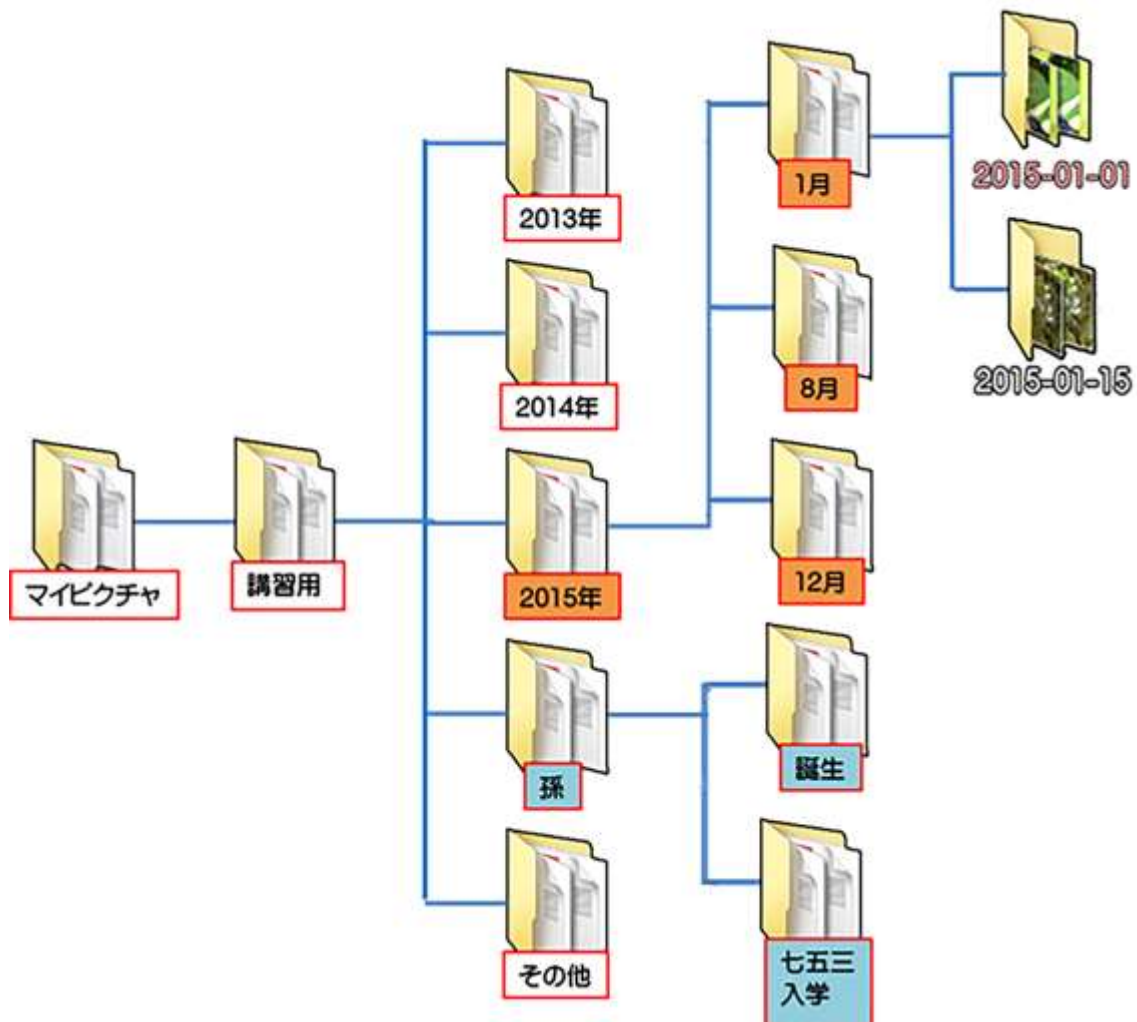 マイピクチャ
講習用
2013年
2014年
2015年
孫
その他
1月
8月
12月
誕生
七五三
入学
2015-01-01
2015-01-15